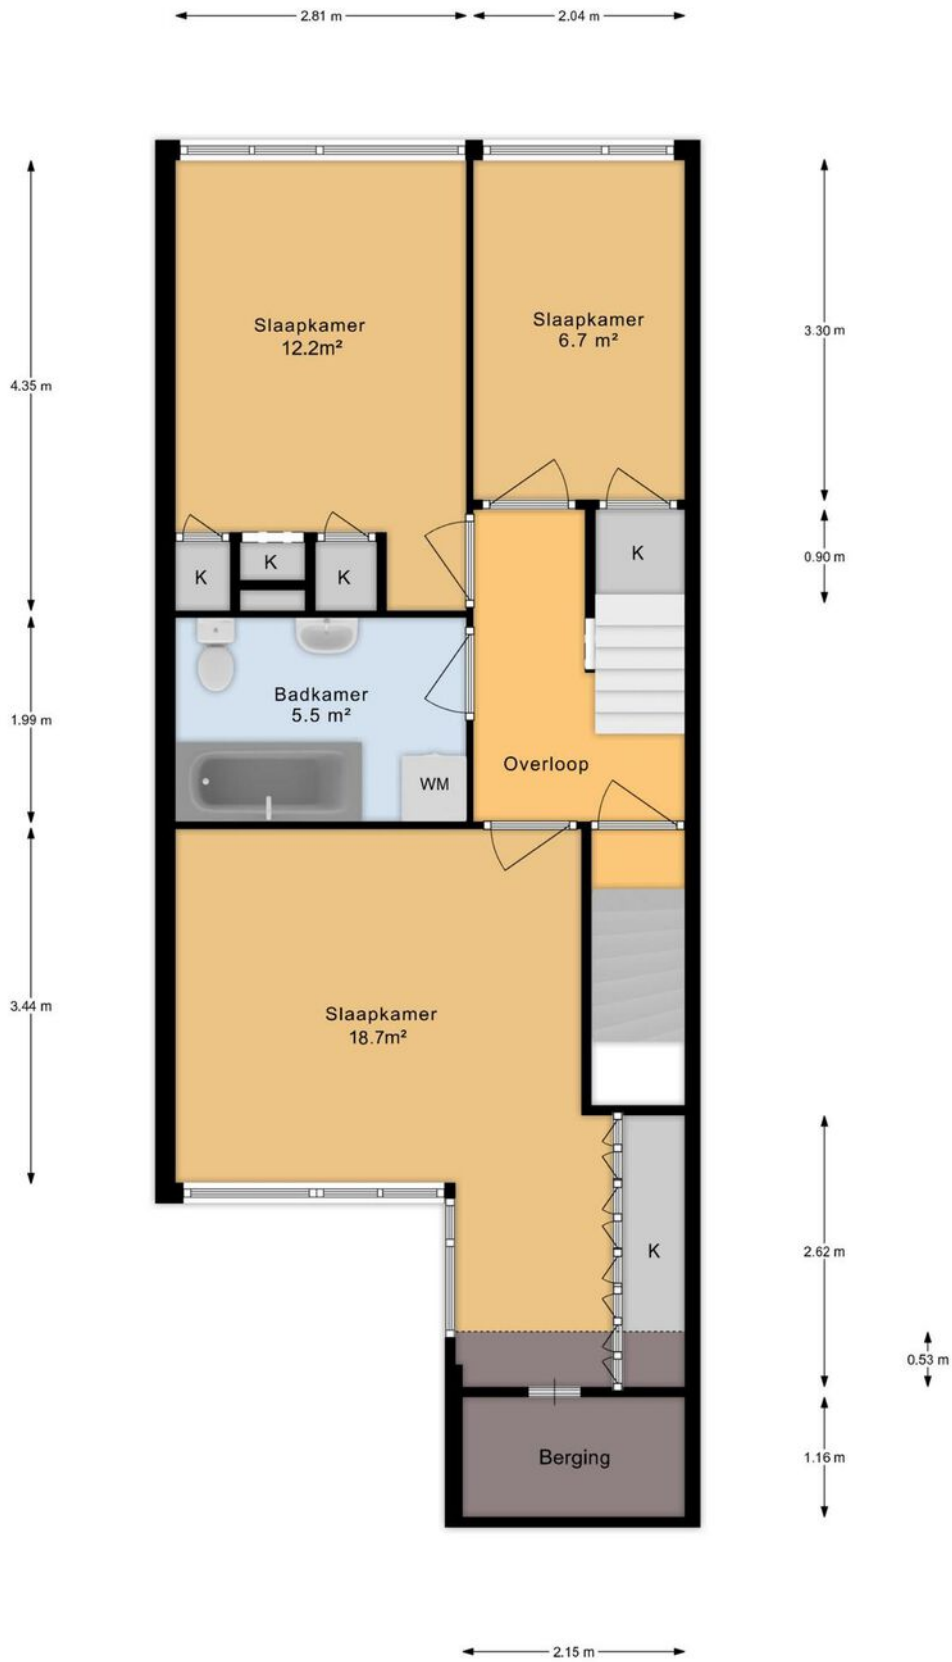 2.81 m
2.04 m
Slaapkamer
12.2m²
Slaapkamer
6.7 m²
3.30 m
4.35 m
K
K
K
K
0.90 m
Badkamer
5.5 m²
1.99 m
WM
Overloop
3.44 m
Slaapkamer
18.7m²
K
2.62 m
0.53 m
Berging
1.16 m
2.15 m